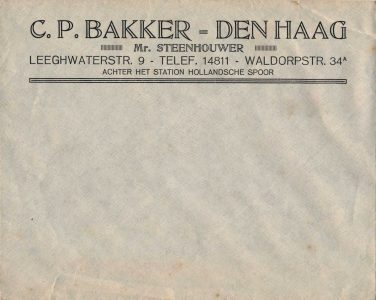 C. P. BAKKER = DEN HAAG
Mr. STEENHOUWER
LEEGHWATERSTR. 9 - TELEF. 14811 - WALDORPSTR. 34A
ACHTER HET STATION HOLLANDSCHE SPOOR